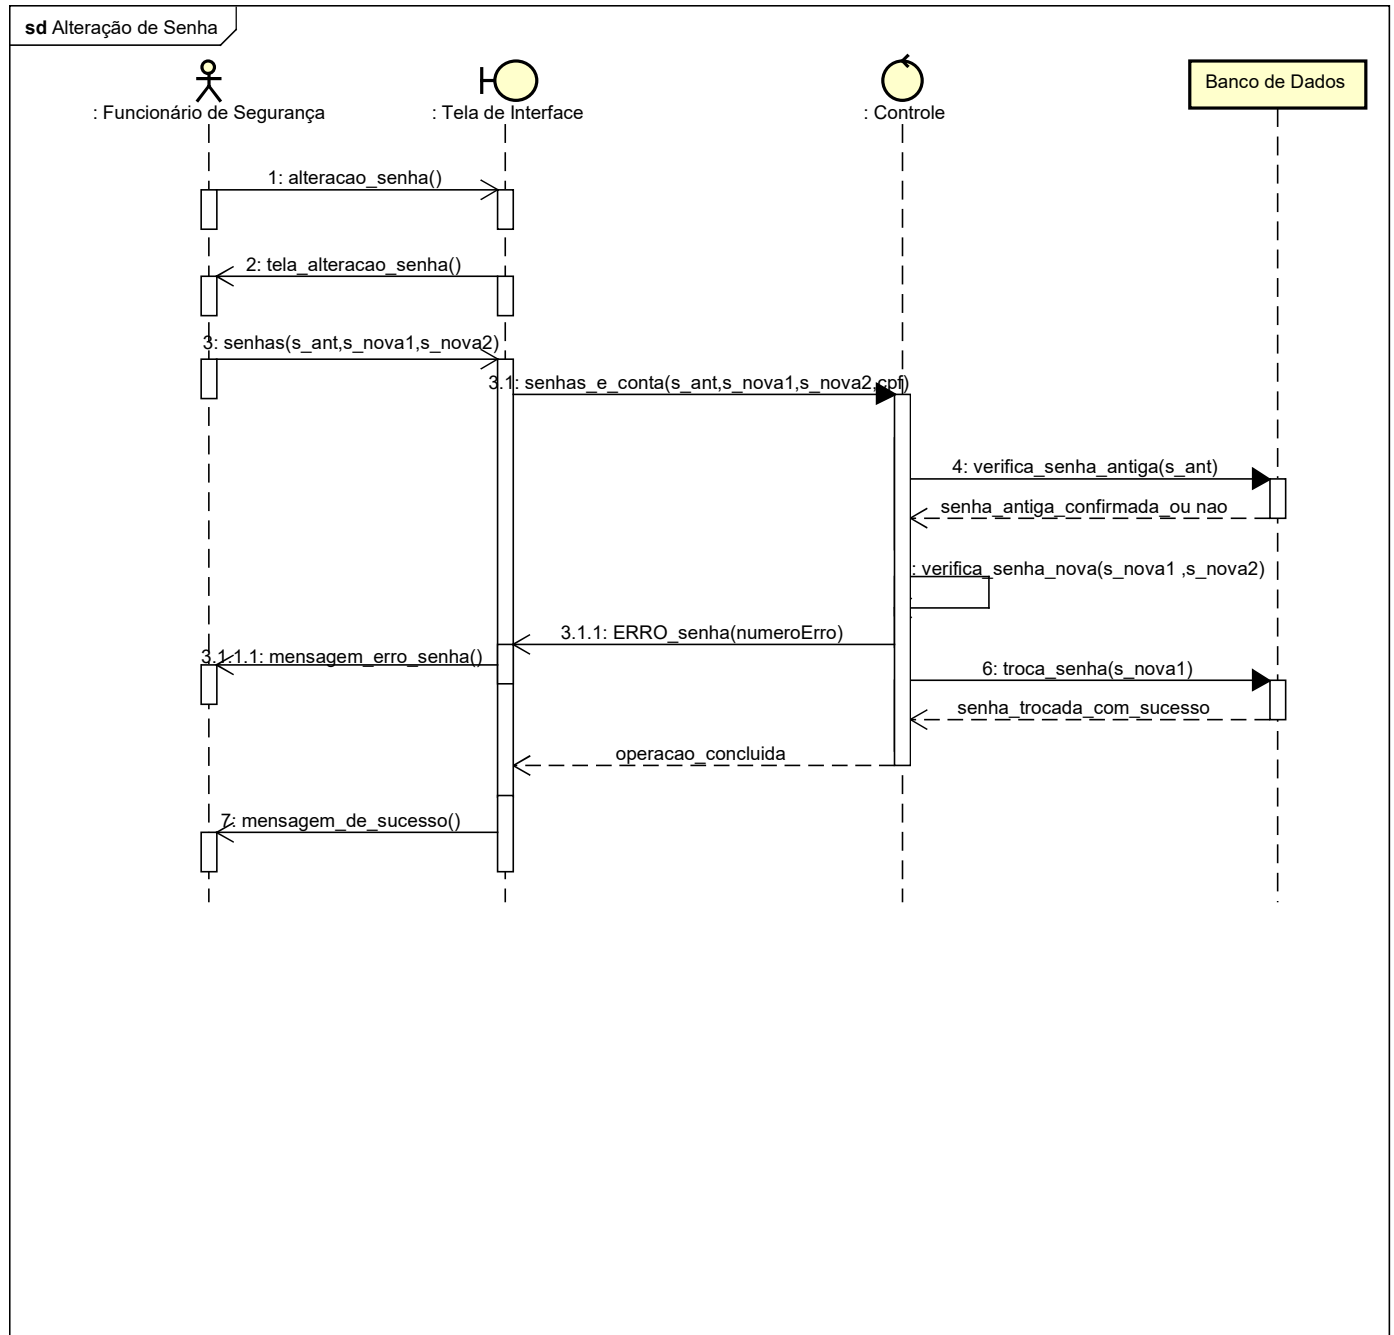 sd Alteração de Senha
Banco de Dados
: Funcionário de Segurança
: Tela de Interface
: Controle
1: alteracao_senha()
2: tela_alteracao_senha()
3: senhas(s_ant,s_nova1,s_nova2)
3.1: senhas_e_conta(s_ant,s_nova1,s_nova2,cpf)
4: verifica_senha_antiga(s_ant)
senha_antiga_confirmada_ou nao
: verifica_senha_nova(s_nova1 ,s_nova2)
3.1.1: ERRO_senha(numeroErro)
3.1.1.1: mensagem_erro_senha()
6: troca_senha(s_nova1)
senha_trocada_com_sucesso
operacao_concluida
7: mensagem_de_sucesso()